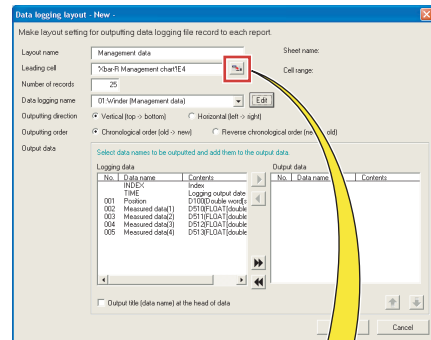 Data logging layout - New -
Make layout setting for outputting data logging file record to each report.
Layout name Management data Sheet name:
Leading cell 'Xbar-R Management chart'!E4 Cell range:
Number of records 25
Data logging name 01:Winder (Management data) Edit
Outputting direction Vertical (top -> bottom) Horizontal (left -> right)
Outputting order Chronological order (old -> new) Reverse chronological order (ne old)
Output data Select data names to be outputted and add them to the output data.
Logging data Output data
No. Data name Contents No. Data name Contents
INDEX Index
TIME Logging output date
001 Position D100(Double word[s
002 Measured data(1) D510(FLOAT[double
003 Measured data(2) D511(FLOAT[double
004 Measured data(3) D512(FLOAT[double
005 Measured data(4) D513(FLOAT[double
Output title (data name) at the head of data
Cancel